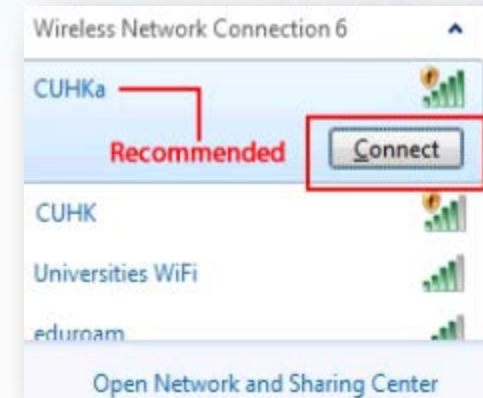 Wireless Network Connection 6
CUHKa
Recommended
Connect
CUHK
Universities WiFi
eduroam
Open Network and Sharing Center